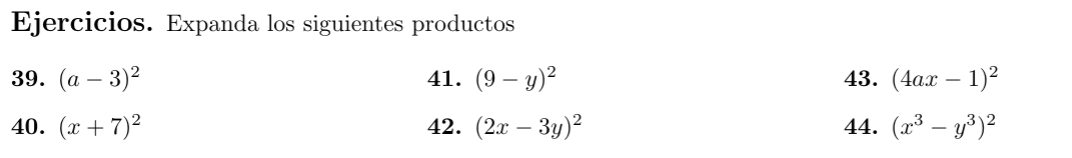 Ejercicios. Expanda los siguientes productos
39. (a − 3)² 41. (9 − y)² 43. (4ax − 1)²
40. (x + 7)² 42. (2x − 3y)² 44. (x³ − y³)²